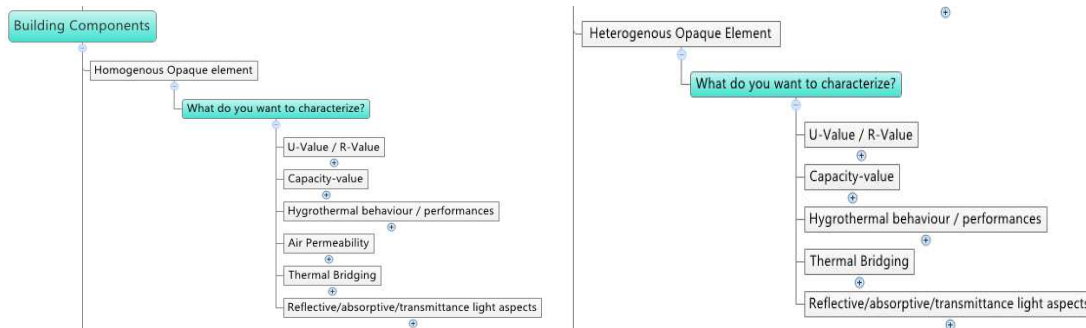 Building Components
Homogenous Opaque element
What do you want to characterize?
U-Value / R-Value
Capacity-value
Hygrothermal behaviour / performances
Air Permeability
Thermal Bridging
Reflective/absorptive/transmittance light aspects
Heterogenous Opaque Element
What do you want to characterize?
U-Value / R-Value
Capacity-value
Hygrothermal behaviour / performances
Thermal Bridging
Reflective/absorptive/transmittance light aspects